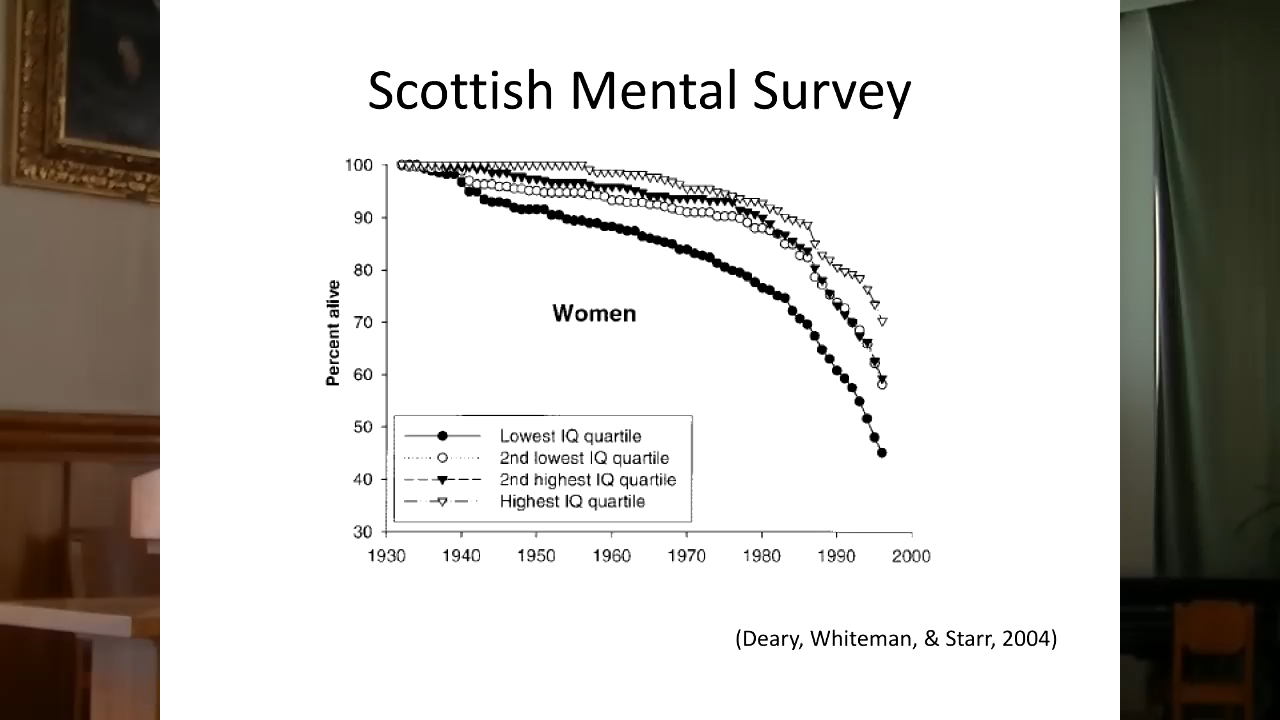 Scottish Mental Survey
100
90
80
70
60
50
40
30
Percent alive
Women
Lowest IQ quartile
2nd lowest IQ quartile
2nd highest IQ quartile
Highest IQ quartile
1930 1940 1950 1960 1970 1980 1990 2000
(Deary, Whiteman, & Starr, 2004)